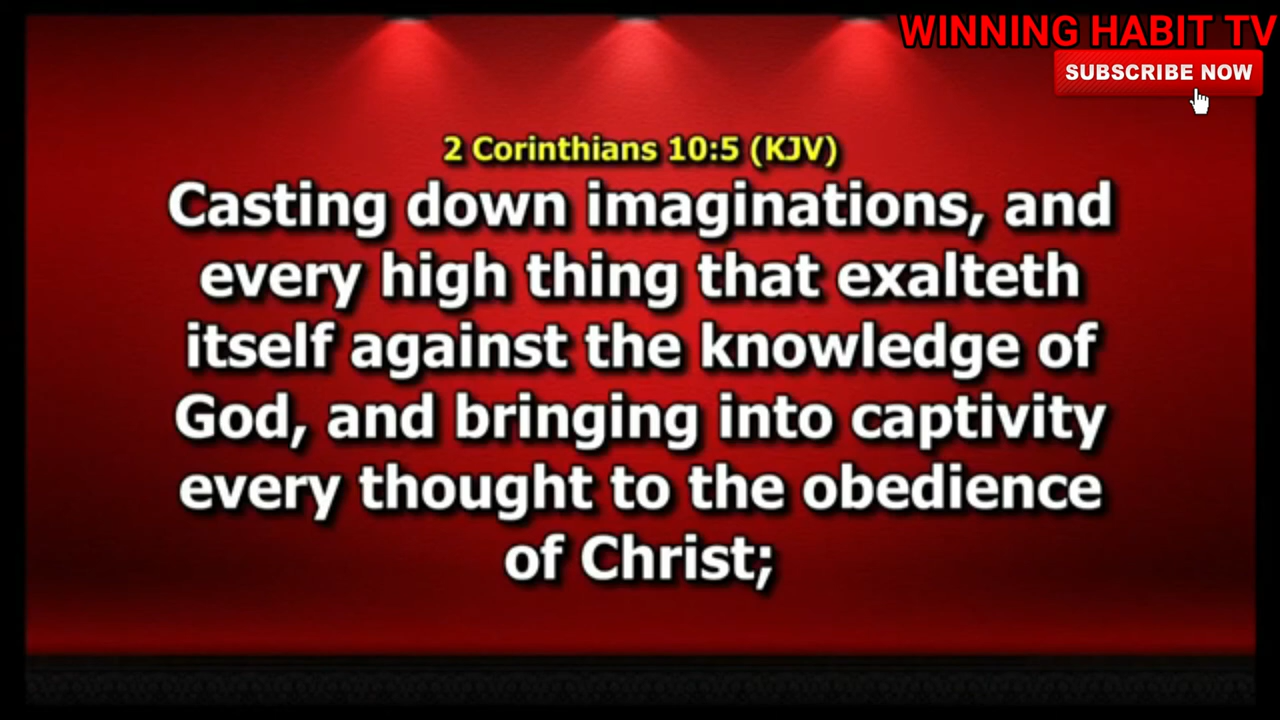 WINNING HABIT TV
SUBSCRIBE NOW
2 Corinthians 10:5 (KJV)
Casting down imaginations, and
every high thing that exalteth
itself against the knowledge of
God, and bringing into captivity
every thought to the obedience
of Christ;